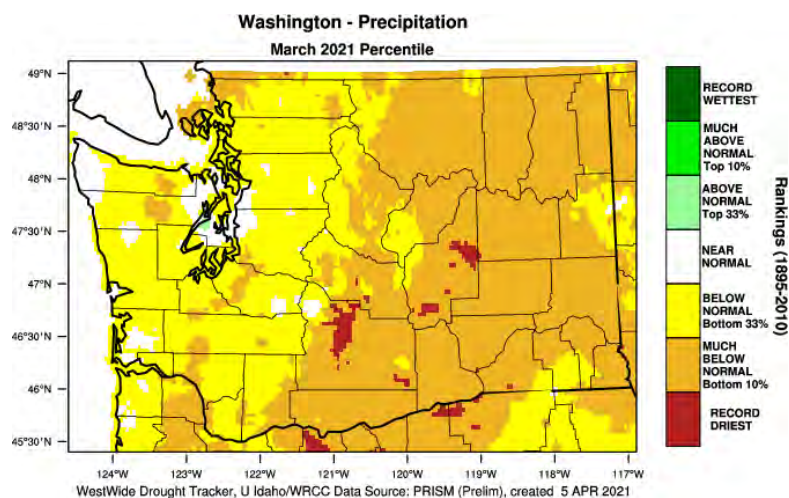 Washington - Precipitation
March 2021 Percentile
49°N
48°30'N
48°N
47°30'N
47°N
46°30'N
46°N
45°30'N
124°W
123°W
122°W
121°W
120°W
119°W
118°W
117°W
RECORD
WETTEST
MUCH
ABOVE
NORMAL
Top 10%
ABOVE
NORMAL
Top 33%
NEAR
NORMAL
BELOW
NORMAL
Bottom 33%
MUCH
BELOW
NORMAL
Bottom 10%
RECORD
DRIEST
Rankings (1895-2010)
WestWide Drought Tracker, U Idaho/WRCC Data Source: PRISM (Prelim), created 5 APR 2021